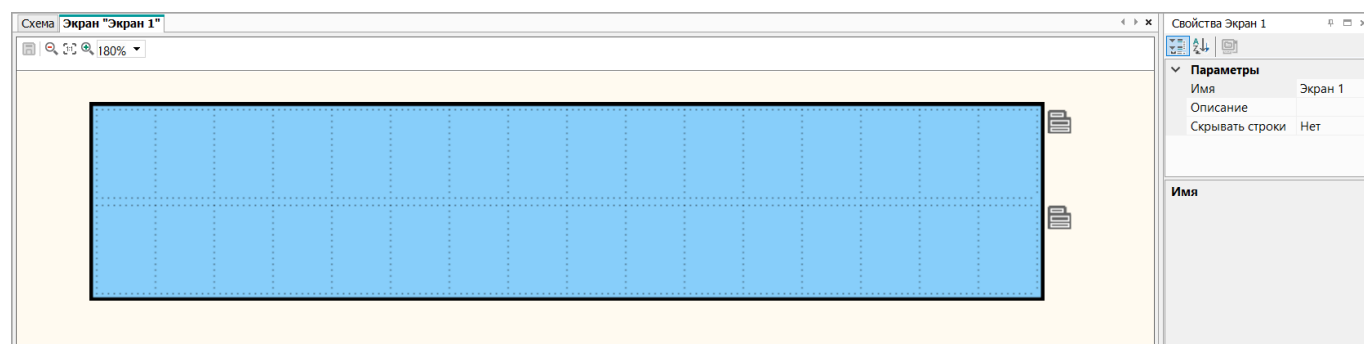 Схема Экран "Экран 1"
Свойства Экран 1
180%
Параметры
Имя Экран 1
Описание
Скрывать строки Нет
Имя